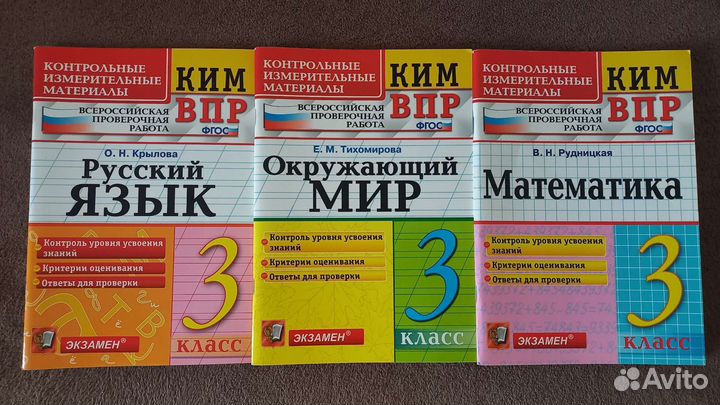 КОНТРОЛЬНЫЕ
ИЗМЕРИТЕЛЬНЫЕ
МАТЕРИАЛЫ
КИМ
ВСЕРОССИЙСКАЯ
ПРОВЕРОЧНАЯ
РАБОТА
ВПР
ФГОС
О. Н. Крылова
Русский
ЯЗЫК
Контроль уровня усвоения
знаний
Критерии оценивания
Ответы для проверки
3
КЛАСС
ЭКЗАМЕН®
КОНТРОЛЬНЫЕ
ИЗМЕРИТЕЛЬНЫЕ
МАТЕРИАЛЫ
КИМ
ВСЕРОССИЙСКАЯ
ПРОВЕРОЧНАЯ
РАБОТА
ВПР
ФГОС
Е. М. Тихомирова
Окружающий
МИР
Контроль уровня усвоения
знаний
Критерии оценивания
Ответы для проверки
3
КЛАСС
ЭКЗАМЕН®
КОНТРОЛЬНЫЕ
ИЗМЕРИТЕЛЬНЫЕ
МАТЕРИАЛЫ
КИМ
ВСЕРОССИЙСКАЯ
ПРОВЕРОЧНАЯ
РАБОТА
ВПР
ФГОС
В. Н. Рудницкая
Математика
Контроль уровня усвоения
знаний
Критерии оценивания
Ответы для проверки
3
КЛАСС
ЭКЗАМЕН®
Avito